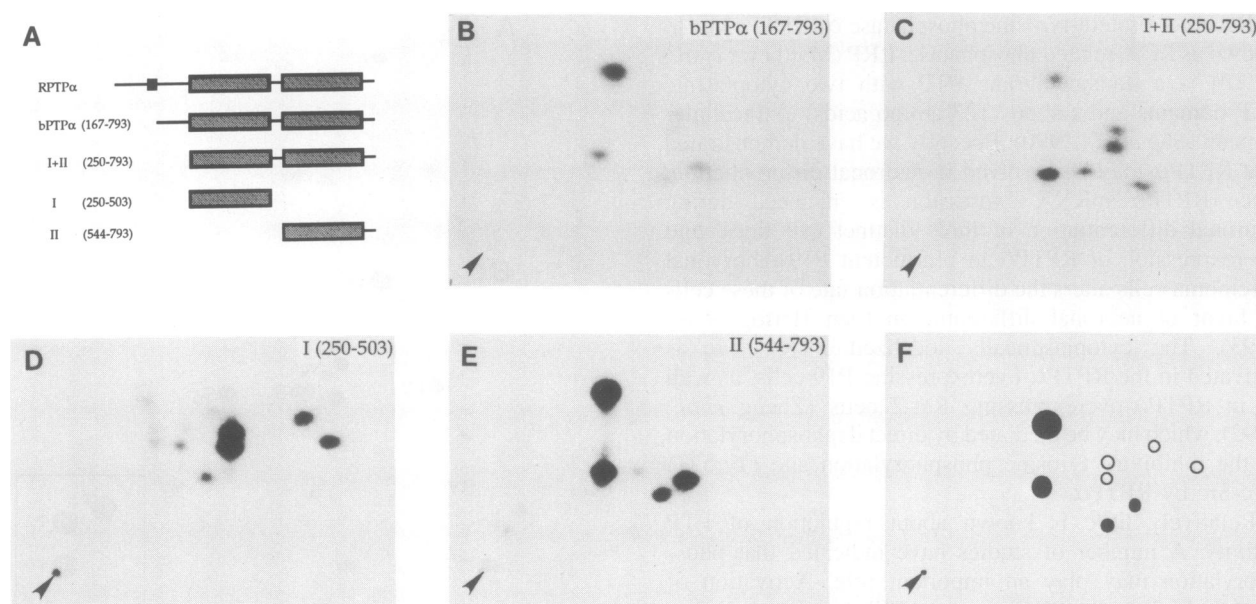 A
RPTPα
bPTPα (167-793)
I+II (250-793)
I (250-503)
II (544-793)
B
bPTPα (167-793)
C
I+II (250-793)
D
I (250-503)
E
II (544-793)
F